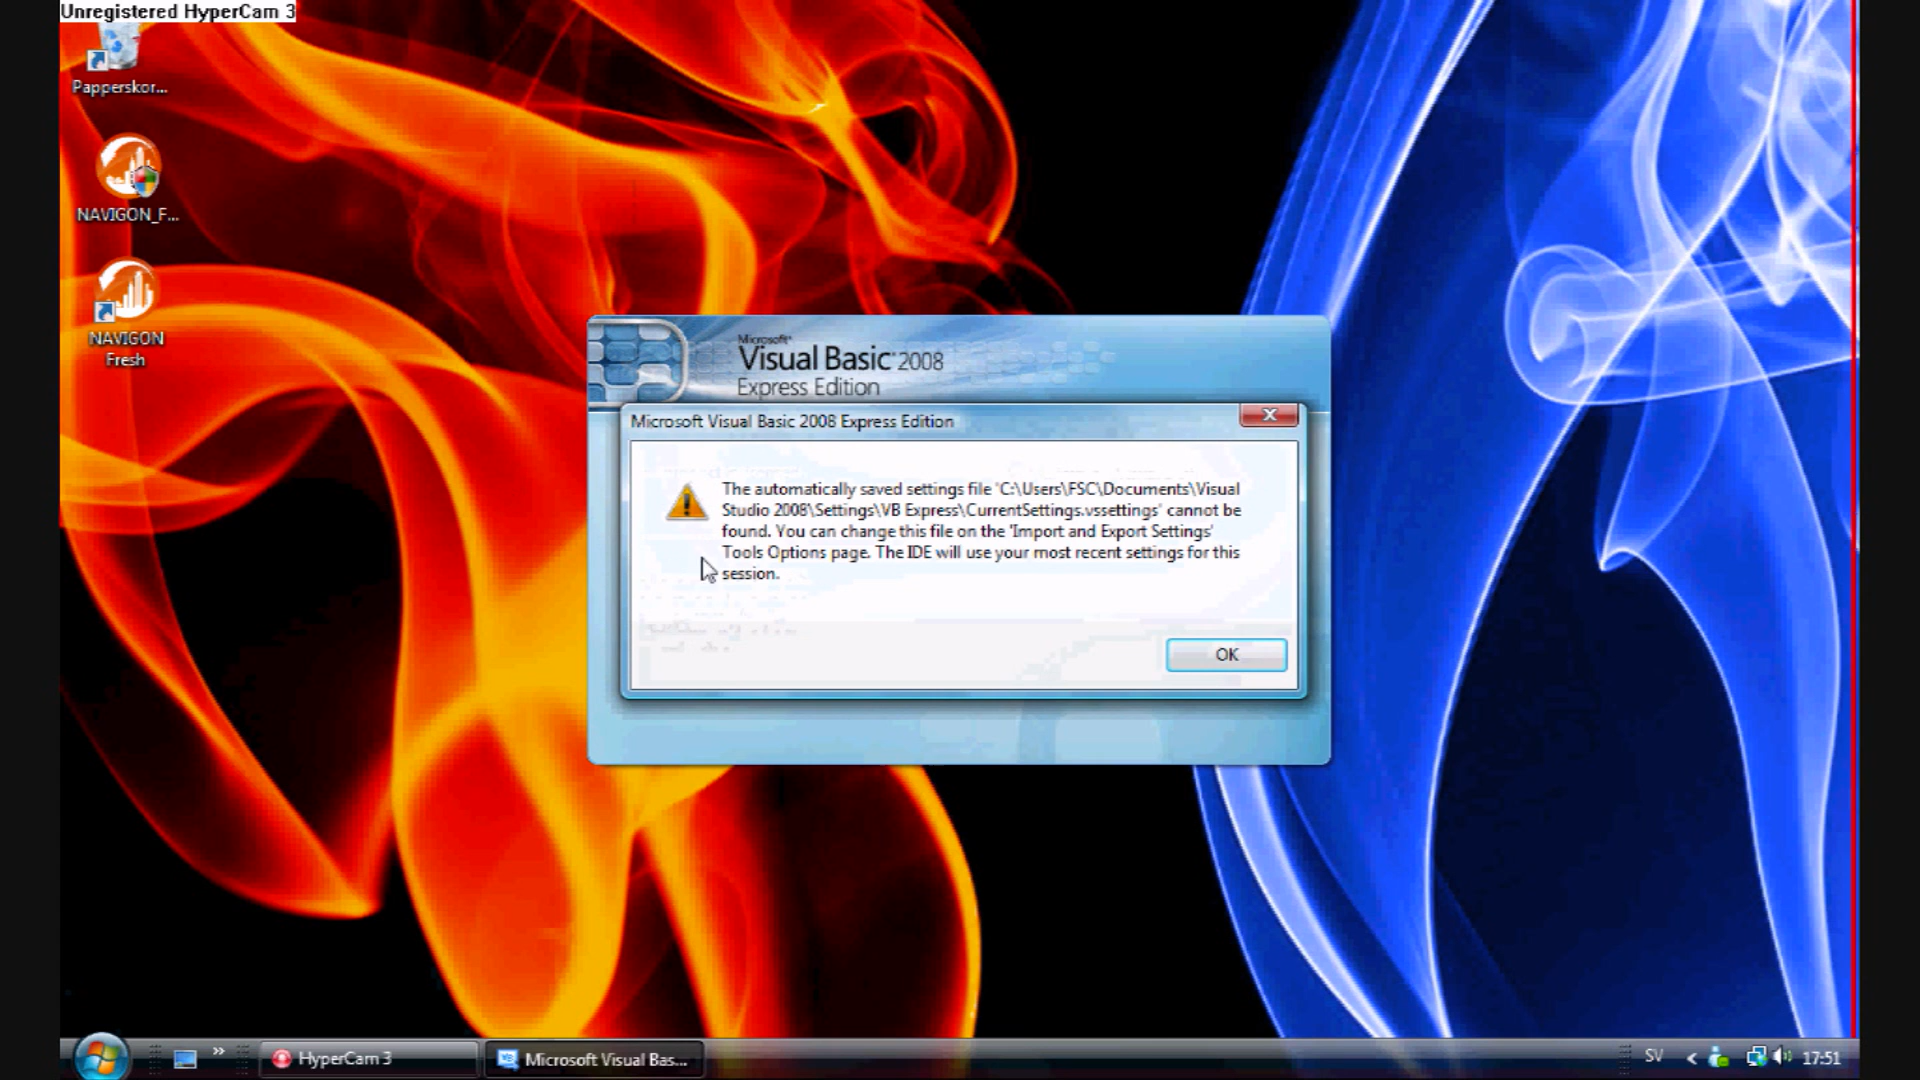 Unregistered HyperCam 3
Papperskor...
NAVIGON_F...
NAVIGON
Fresh
Microsoft®
Visual Basic® 2008
Express Edition
Microsoft Visual Basic 2008 Express Edition
The automatically saved settings file 'C:\Users\FSC\Documents\Visual
Studio 2008\Settings\VB Express\CurrentSettings.vssettings' cannot be
found. You can change this file on the 'Import and Export Settings'
Tools Options page. The IDE will use your most recent settings for this
session.
OK
HyperCam 3
Microsoft Visual Bas...
SV
17:51